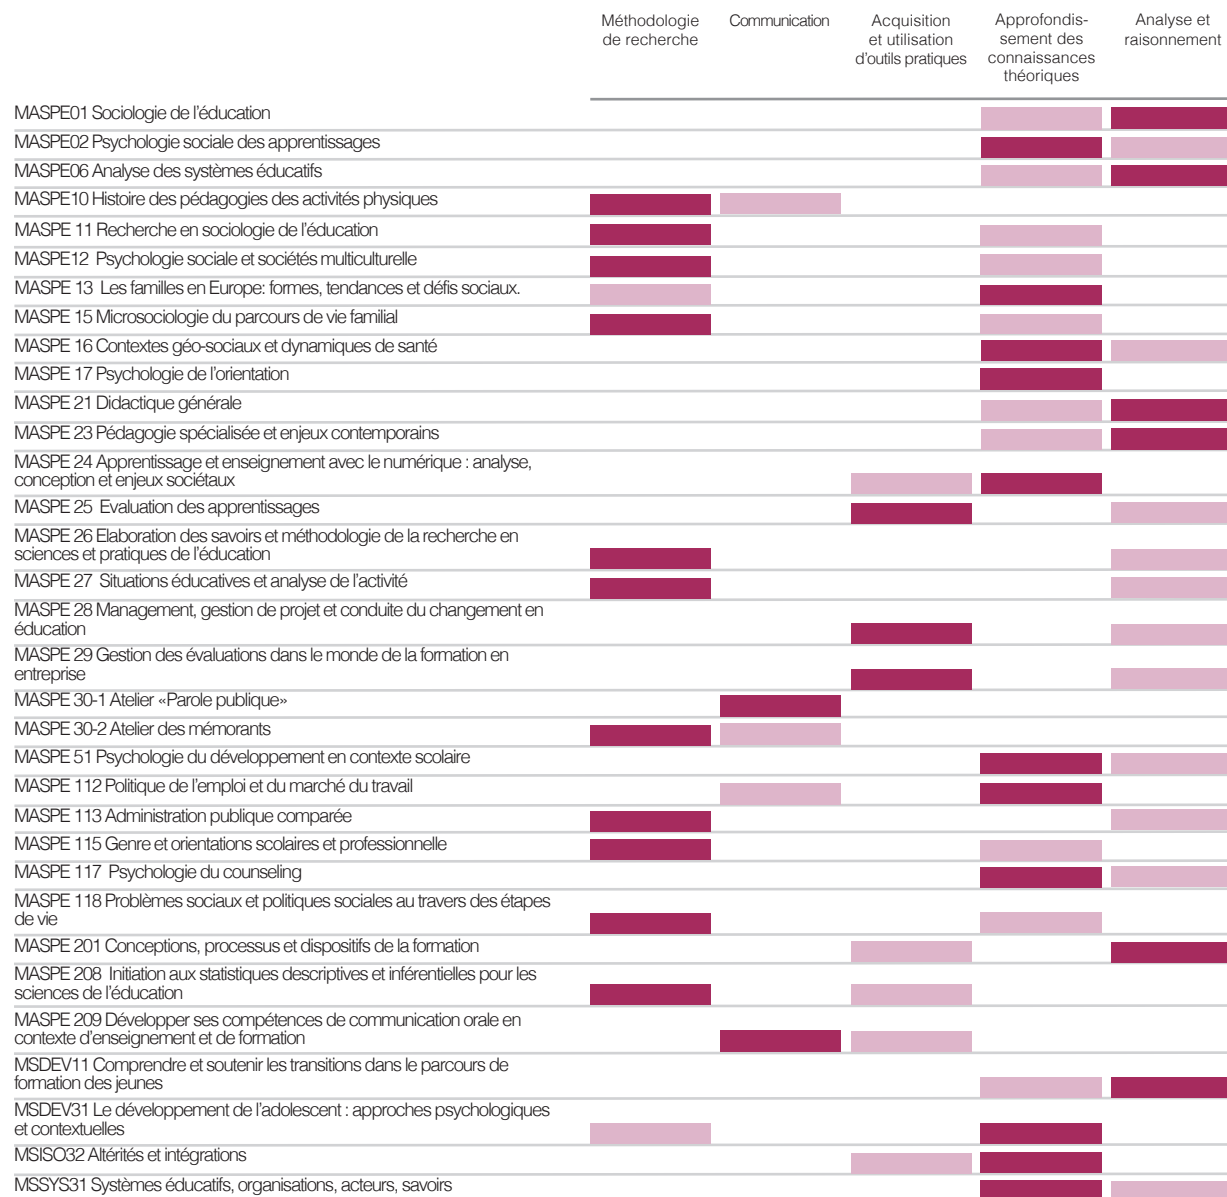 Méthodologie
de recherche
Communication
Acquisition
et utilisation
d'outils pratiques
Approfondis-
sement des
connaissances
théoriques
Analyse et
raisonnement
MASPE01 Sociologie de l'éducation
MASPE02 Psychologie sociale des apprentissages
MASPE06 Analyse des systèmes éducatifs
MASPE10 Histoire des pédagogies des activités physiques
MASPE 11 Recherche en sociologie de l'éducation
MASPE12 Psychologie sociale et sociétés multiculturelle
MASPE 13 Les familles en Europe: formes, tendances et défis sociaux.
MASPE 15 Microsociologie du parcours de vie familial
MASPE 16 Contextes géo-sociaux et dynamiques de santé
MASPE 17 Psychologie de l'orientation
MASPE 21 Didactique générale
MASPE 23 Pédagogie spécialisée et enjeux contemporains
MASPE 24 Apprentissage et enseignement avec le numérique : analyse,
conception et enjeux sociétaux
MASPE 25 Evaluation des apprentissages
MASPE 26 Elaboration des savoirs et méthodologie de la recherche en
sciences et pratiques de l'éducation
MASPE 27 Situations éducatives et analyse de l'activité
MASPE 28 Management, gestion de projet et conduite du changement en
éducation
MASPE 29 Gestion des évaluations dans le monde de la formation en
entreprise
MASPE 30-1 Atelier «Parole publique»
MASPE 30-2 Atelier des mémorants
MASPE 51 Psychologie du développement en contexte scolaire
MASPE 112 Politique de l'emploi et du marché du travail
MASPE 113 Administration publique comparée
MASPE 115 Genre et orientations scolaires et professionnelle
MASPE 117 Psychologie du counseling
MASPE 118 Problèmes sociaux et politiques sociales au travers des étapes
de vie
MASPE 201 Conceptions, processus et dispositifs de la formation
MASPE 208 Initiation aux statistiques descriptives et inférentielles pour les
sciences de l'éducation
MASPE 209 Développer ses compétences de communication orale en
contexte d'enseignement et de formation
MSDEV11 Comprendre et soutenir les transitions dans le parcours de
formation des jeunes
MSDEV31 Le développement de l'adolescent : approches psychologiques
et contextuelles
MSISO32 Altérités et intégrations
MSSYS31 Systèmes éducatifs, organisations, acteurs, savoirs